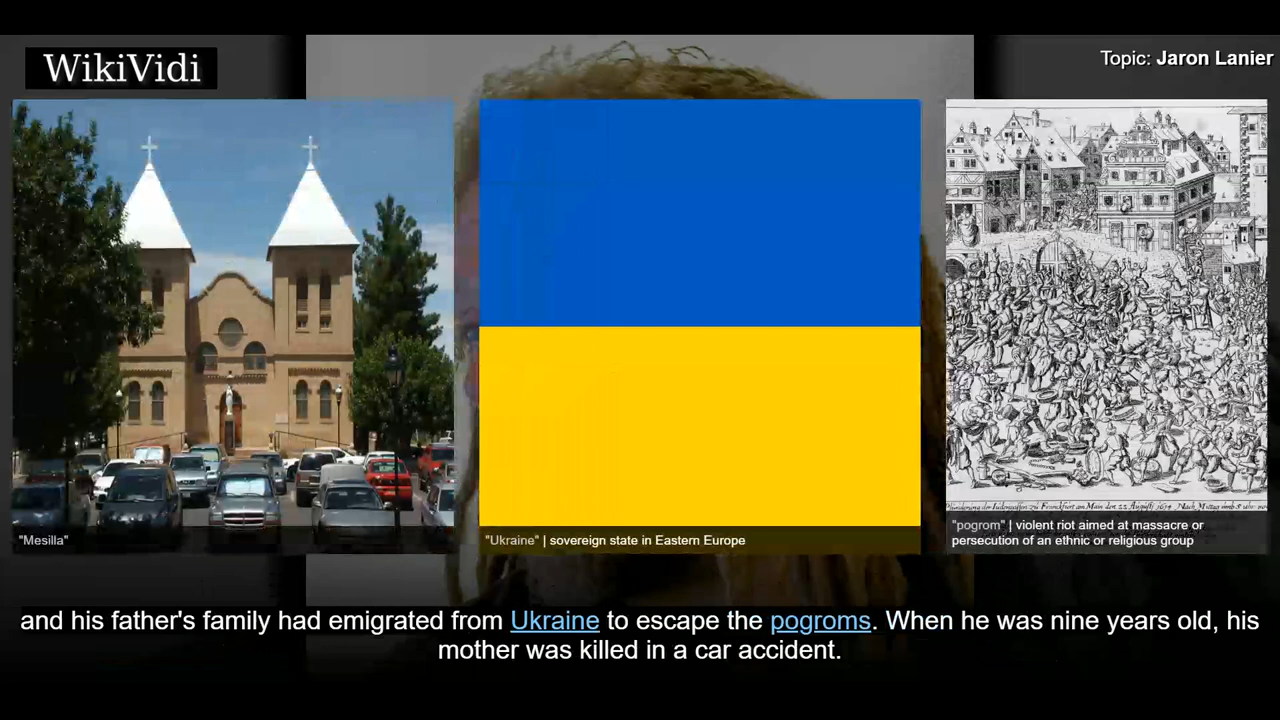 WikiVidi
Topic: Jaron Lanier
"Mesilla"
"Ukraine" | sovereign state in Eastern Europe
"pogrom" | violent riot aimed at massacre or
persecution of an ethnic or religious group
and his father's family had emigrated from Ukraine to escape the pogroms. When he was nine years old, his
mother was killed in a car accident.